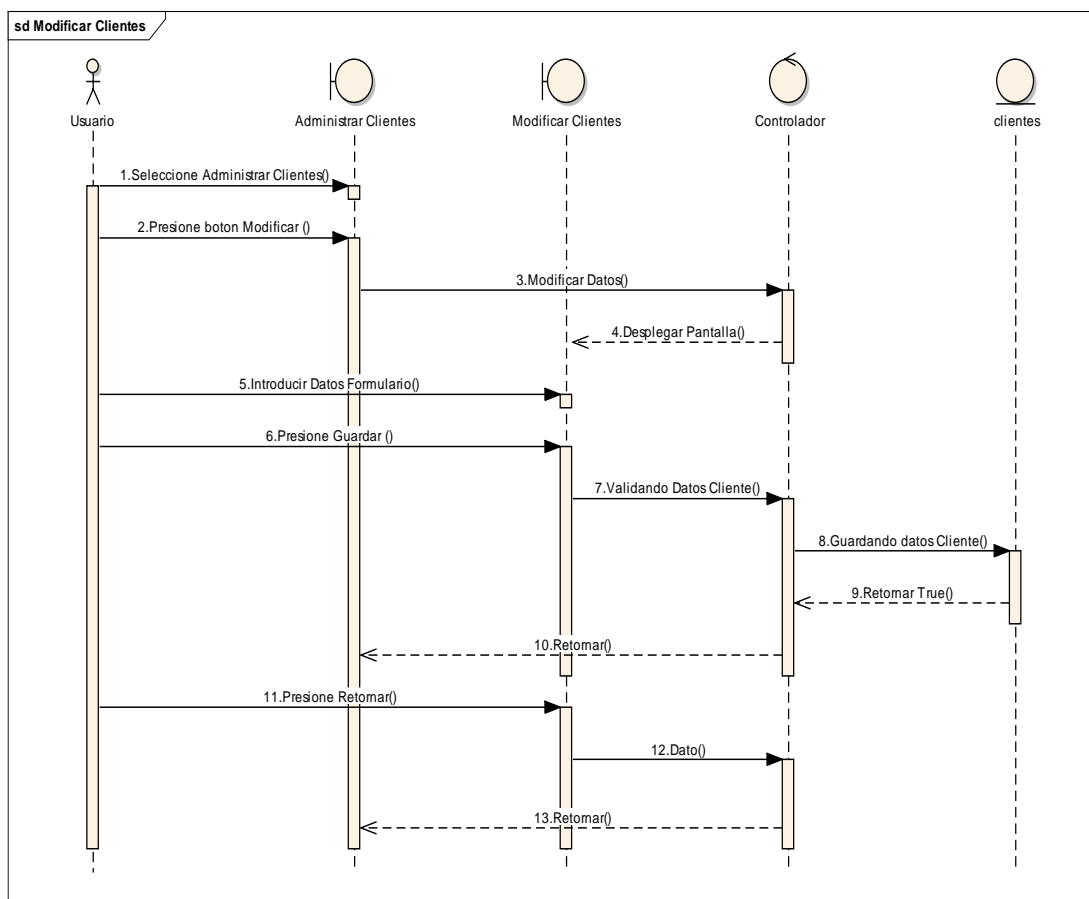 sd Modificar Clientes
Usuario
Administrar Clientes
Modificar Clientes
Controlador
clientes
1.Seleccione Administrar Clientes()
2.Presione boton Modificar ()
3.Modificar Datos()
4.Desplegar Pantalla()
5.Introducir Datos Formulario()
6.Presione Guardar ()
7.Validando Datos Cliente()
8.Guardando datos Cliente()
9.Retornar True()
10.Retornar()
11.Presione Retornar()
12.Dato()
13.Retornar()